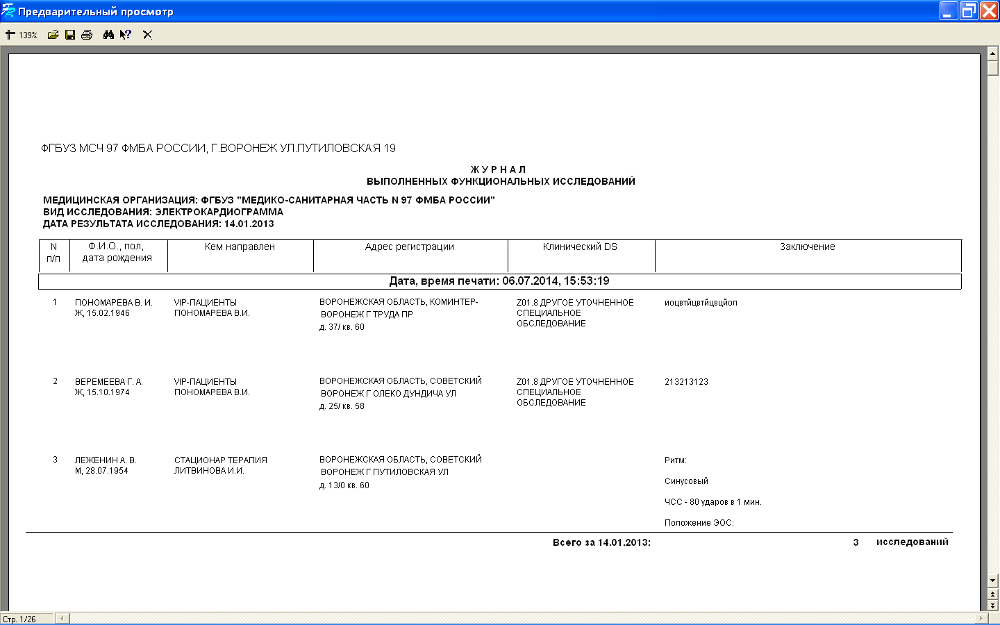 Предварительный просмотр
139%
ФГБУЗ МСЧ 97 ФМБА РОССИИ, Г.ВОРОНЕЖ УЛ.ПУТИЛОВСКАЯ 19
Ж У Р Н А Л
ВЫПОЛНЕННЫХ ФУНКЦИОНАЛЬНЫХ ИССЛЕДОВАНИЙ
МЕДИЦИНСКАЯ ОРГАНИЗАЦИЯ: ФГБУЗ "МЕДИКО-САНИТАРНАЯ ЧАСТЬ N 97 ФМБА РОССИИ"
ВИД ИССЛЕДОВАНИЯ: ЭЛЕКТРОКАРДИОГРАММА
ДАТА РЕЗУЛЬТАТА ИССЛЕДОВАНИЯ: 14.01.2013
N п/п
Ф.И.О., пол,
дата рождения
Кем направлен
Адрес регистрации
Клинический DS
Заключение
Дата, время печати: 06.07.2014, 15:53:19
1
ПОНОМАРЕВА В. И.
Ж, 15.02.1946
VIP-ПАЦИЕНТЫ
ПОНОМАРЕВА В.И.
ВОРОНЕЖСКАЯ ОБЛАСТЬ, КОМИНТЕР-
ВОРОНЕЖ Г ТРУДА ПР
д. 37/ кв. 60
Z01.8 ДРУГОЕ УТОЧНЕННОЕ
СПЕЦИАЛЬНОЕ
ОБСЛЕДОВАНИЕ
иоцвтйцвтйцвцйол
2
ВЕРЕМЕЕВА Г. А.
Ж, 15.10.1974
VIP-ПАЦИЕНТЫ
ПОНОМАРЕВА В.И.
ВОРОНЕЖСКАЯ ОБЛАСТЬ, СОВЕТСКИЙ
ВОРОНЕЖ Г ОЛЕКО ДУНДИЧА УЛ
д. 25/ кв. 58
Z01.8 ДРУГОЕ УТОЧНЕННОЕ
СПЕЦИАЛЬНОЕ
ОБСЛЕДОВАНИЕ
213213123
3
ЛЕЖЕНИН А. В.
М, 28.07.1954
СТАЦИОНАР ТЕРАПИЯ
ЛИТВИНОВА И.И.
ВОРОНЕЖСКАЯ ОБЛАСТЬ, СОВЕТСКИЙ
ВОРОНЕЖ Г ПУТИЛОВСКАЯ УЛ
д. 13/0 кв. 60
Ритм:
Синусовый
ЧСС - 80 ударов в 1 мин.
Положение ЭОС:
Всего за 14.01.2013: 3 исследований
Стр. 1/26